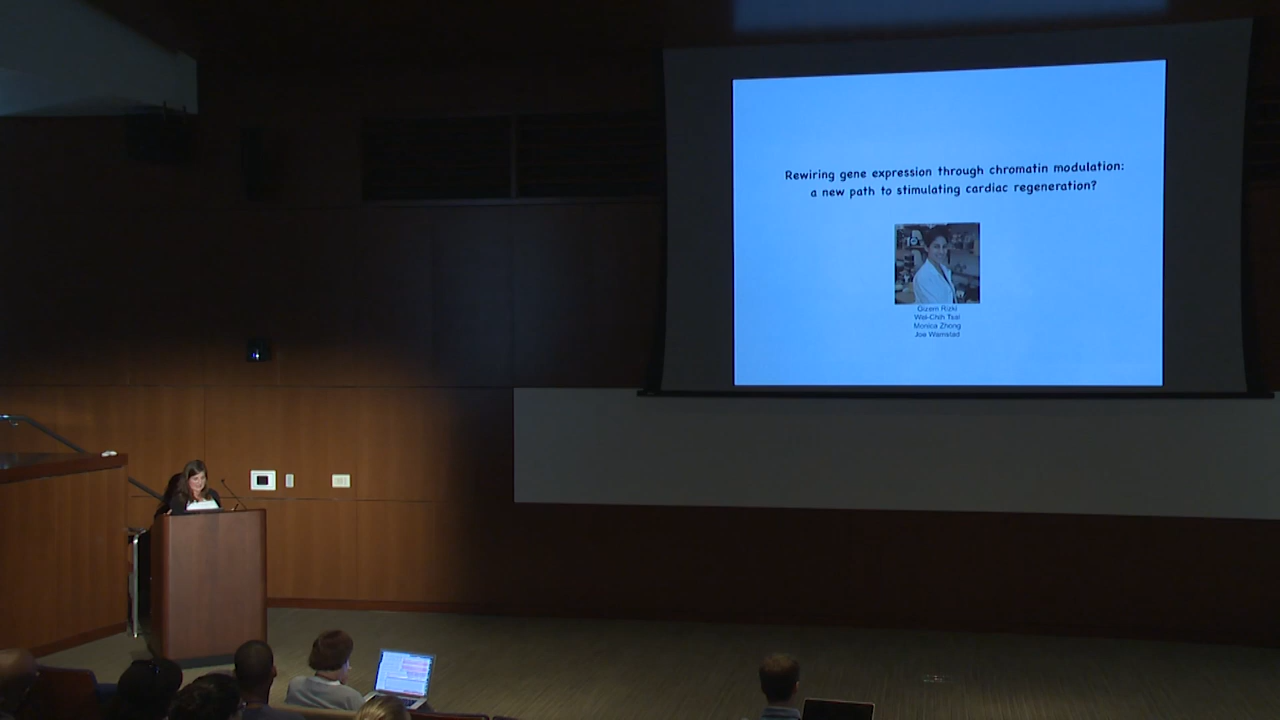 Rewiring gene expression through chromatin modulation:
a new path to stimulating cardiac regeneration?
Gizem Rizki
Wei-Chih Tsai
Monica Zhong
Joe Wamstad